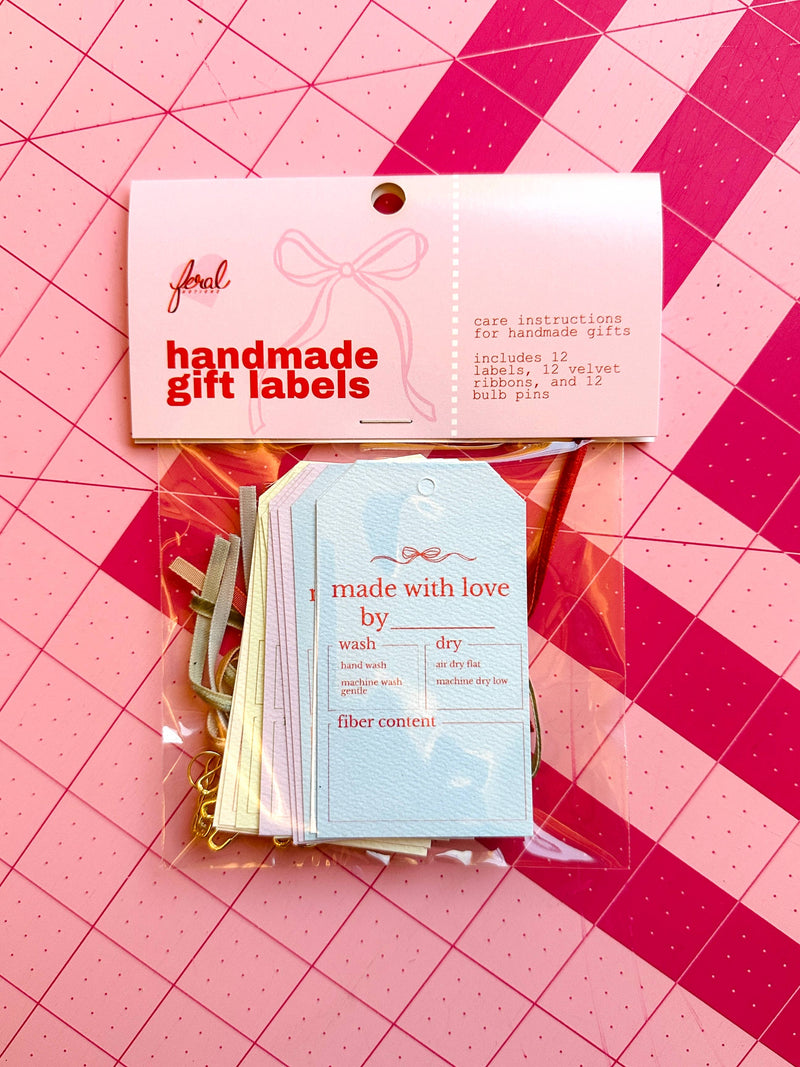 feral
NOTIONS
handmade
gift labels
care instructions
for handmade gifts
includes 12
labels, 12 velvet
ribbons, and 12
bulb pins
made with love
by
wash
hand wash
machine wash
gentle
dry
air dry flat
machine dry low
fiber content